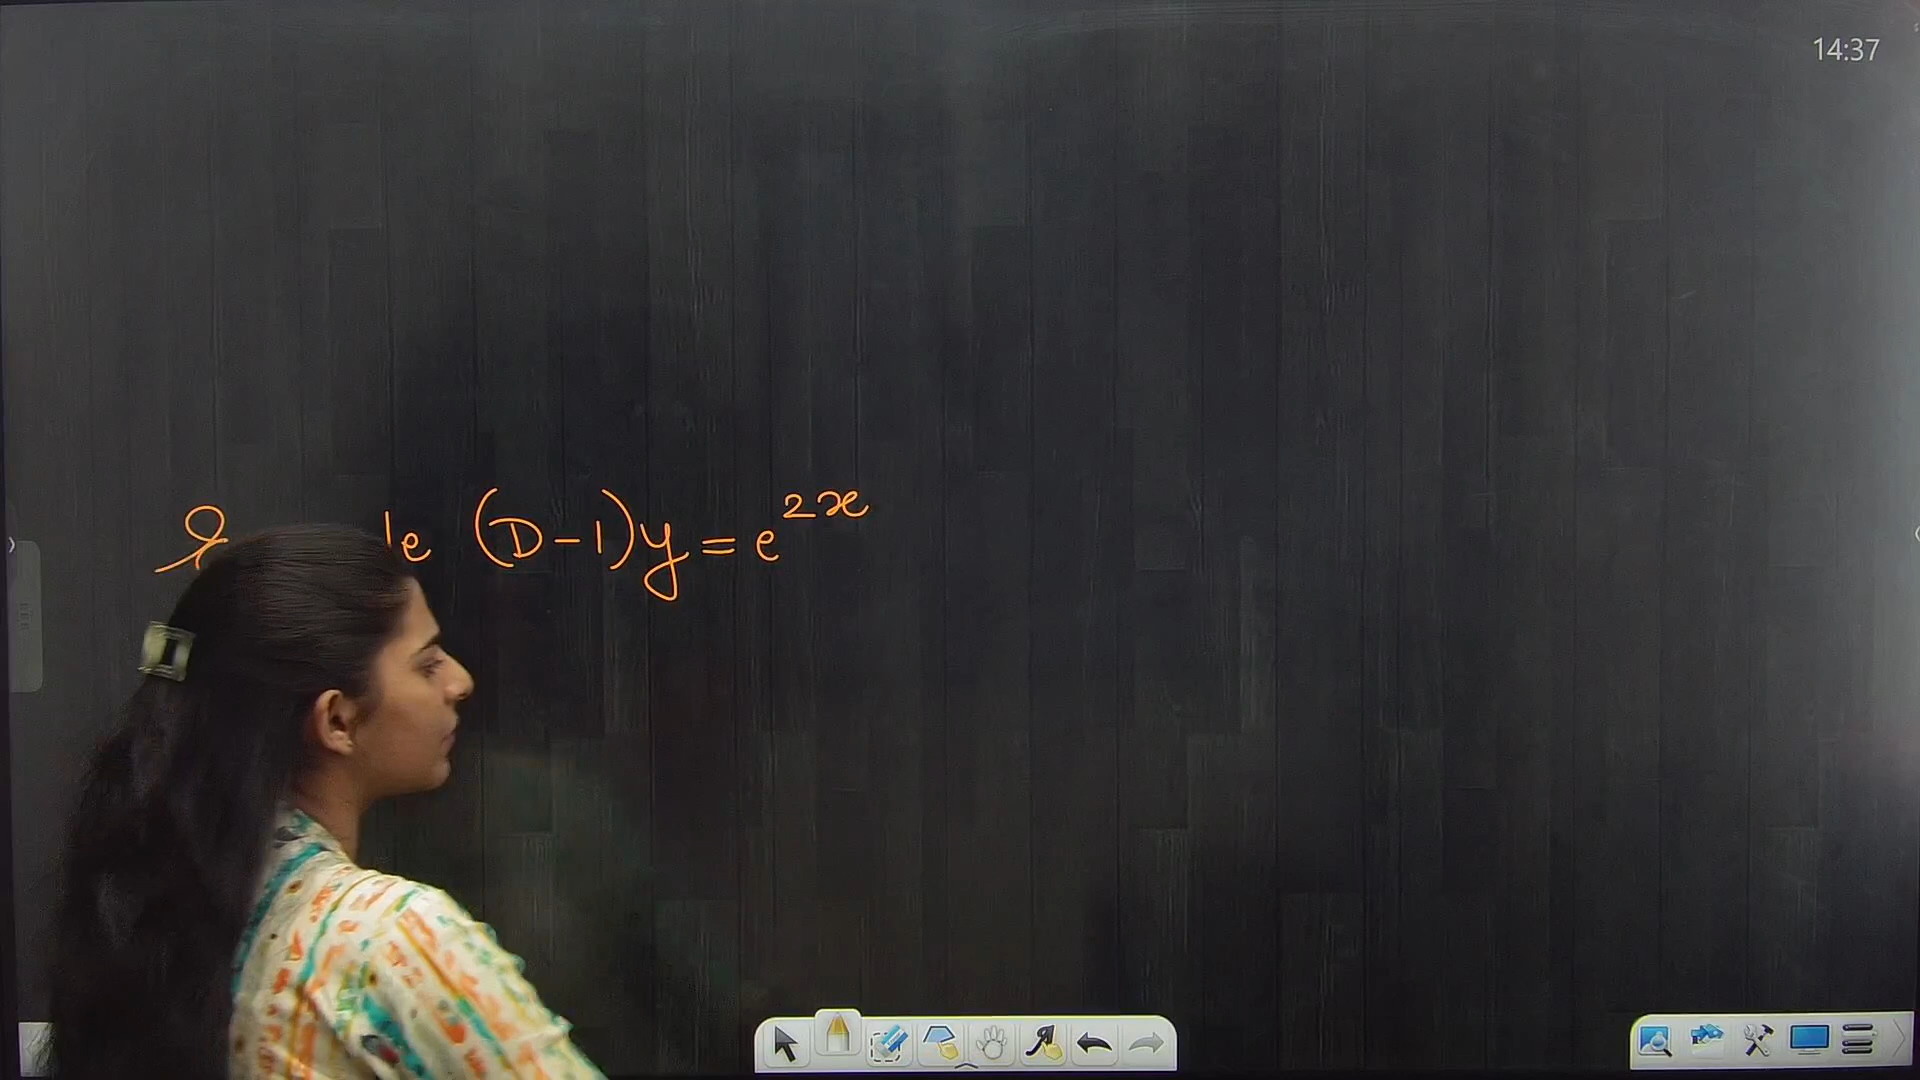 14:37
(D-1)y = e^{2x}